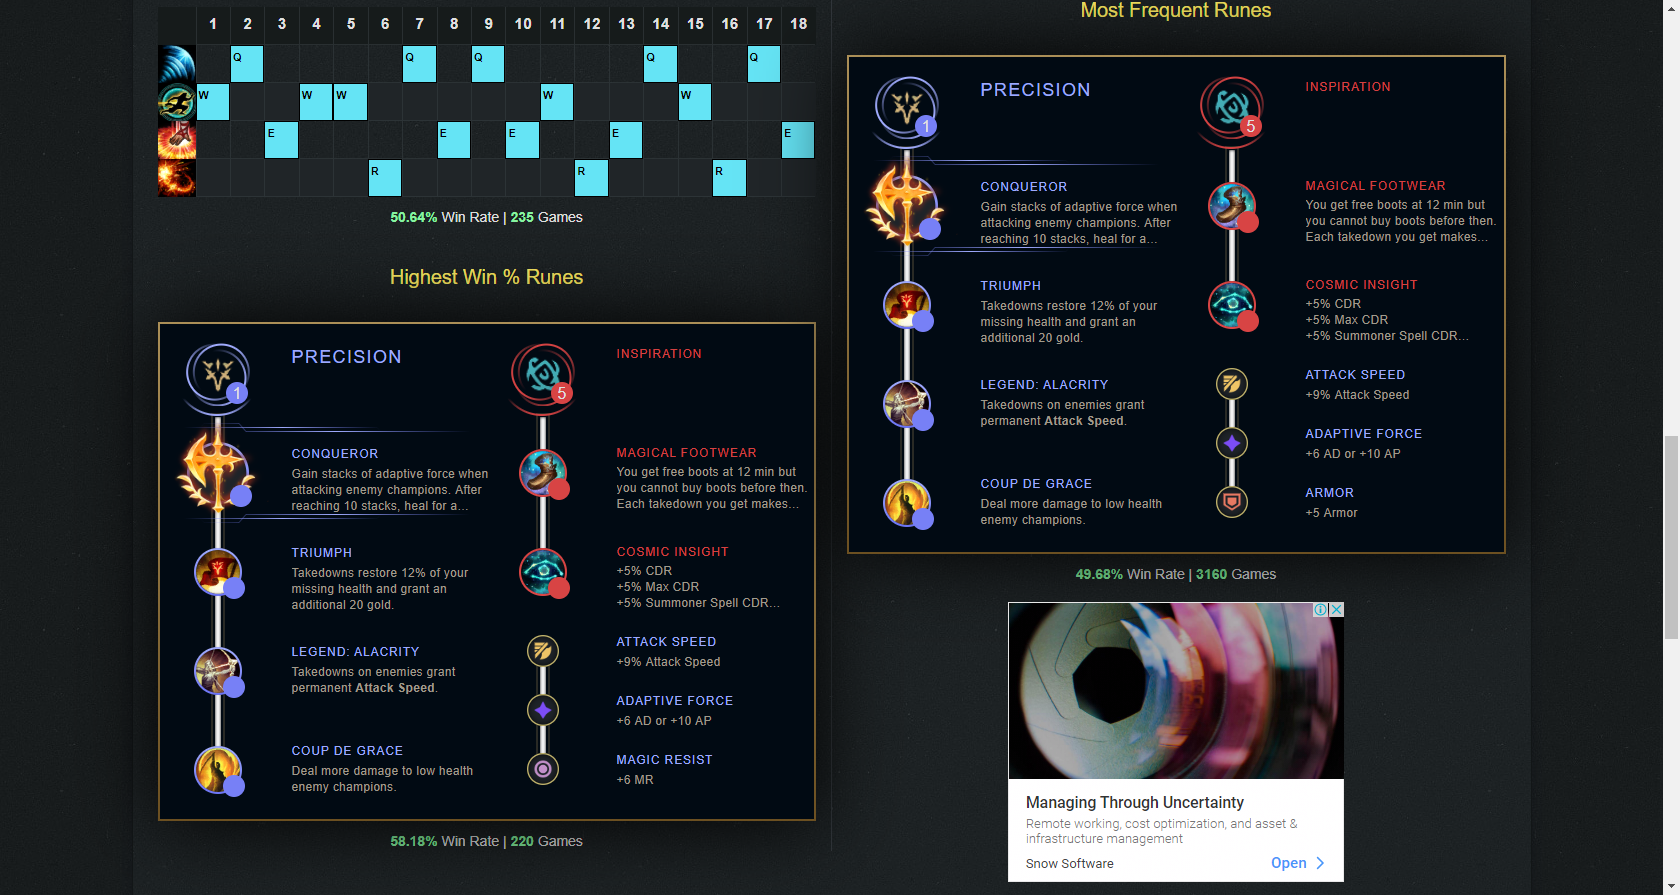 1 2 3 4 5 6 7 8 9 10 11 12 13 14 15 16 17 18
Q Q Q Q Q
W W W W W
E E E E E
R R R
50.64% Win Rate | 235 Games
Highest Win % Runes
1
PRECISION
5
INSPIRATION
CONQUEROR
Gain stacks of adaptive force when
attacking enemy champions. After
reaching 10 stacks, heal for a...
TRIUMPH
Takedowns restore 12% of your
missing health and grant an
additional 20 gold.
LEGEND: ALACRITY
Takedowns on enemies grant
permanent Attack Speed.
COUP DE GRACE
Deal more damage to low health
enemy champions.
MAGICAL FOOTWEAR
You get free boots at 12 min but
you cannot buy boots before then.
Each takedown you get makes...
COSMIC INSIGHT
+5% CDR
+5% Max CDR
+5% Summoner Spell CDR...
ATTACK SPEED
+9% Attack Speed
ADAPTIVE FORCE
+6 AD or +10 AP
MAGIC RESIST
+6 MR
58.18% Win Rate | 220 Games
Most Frequent Runes
1
PRECISION
5
INSPIRATION
CONQUEROR
Gain stacks of adaptive force when
attacking enemy champions. After
reaching 10 stacks, heal for a...
TRIUMPH
Takedowns restore 12% of your
missing health and grant an
additional 20 gold.
LEGEND: ALACRITY
Takedowns on enemies grant
permanent Attack Speed.
COUP DE GRACE
Deal more damage to low health
enemy champions.
MAGICAL FOOTWEAR
You get free boots at 12 min but
you cannot buy boots before then.
Each takedown you get makes...
COSMIC INSIGHT
+5% CDR
+5% Max CDR
+5% Summoner Spell CDR...
ATTACK SPEED
+9% Attack Speed
ADAPTIVE FORCE
+6 AD or +10 AP
ARMOR
+5 Armor
49.68% Win Rate | 3160 Games
Managing Through Uncertainty
Remote working, cost optimization, and asset &
infrastructure management
Snow Software
Open